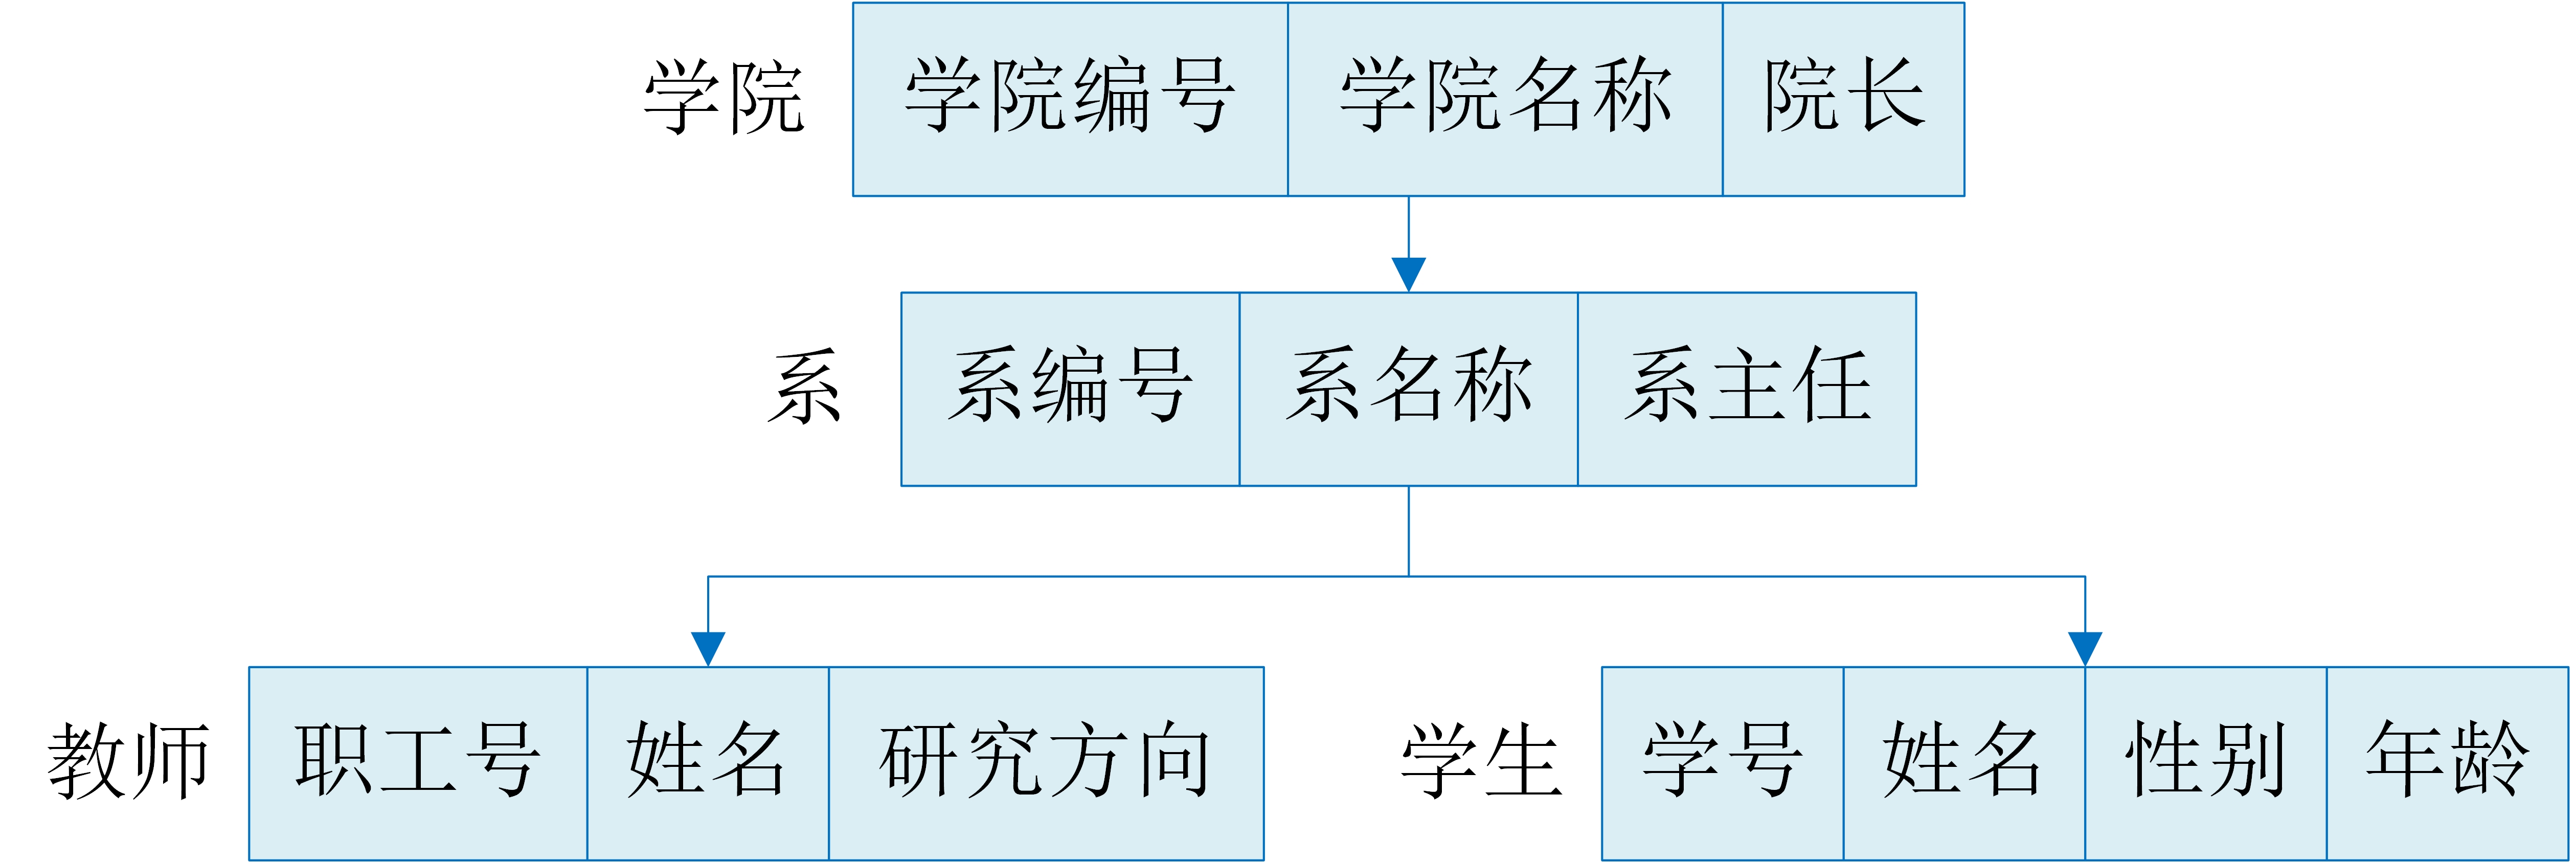 学院 学院编号 学院名称 院长
系 系编号 系名称 系主任
教师 职工号 姓名 研究方向 学生 学号 姓名 性别 年龄